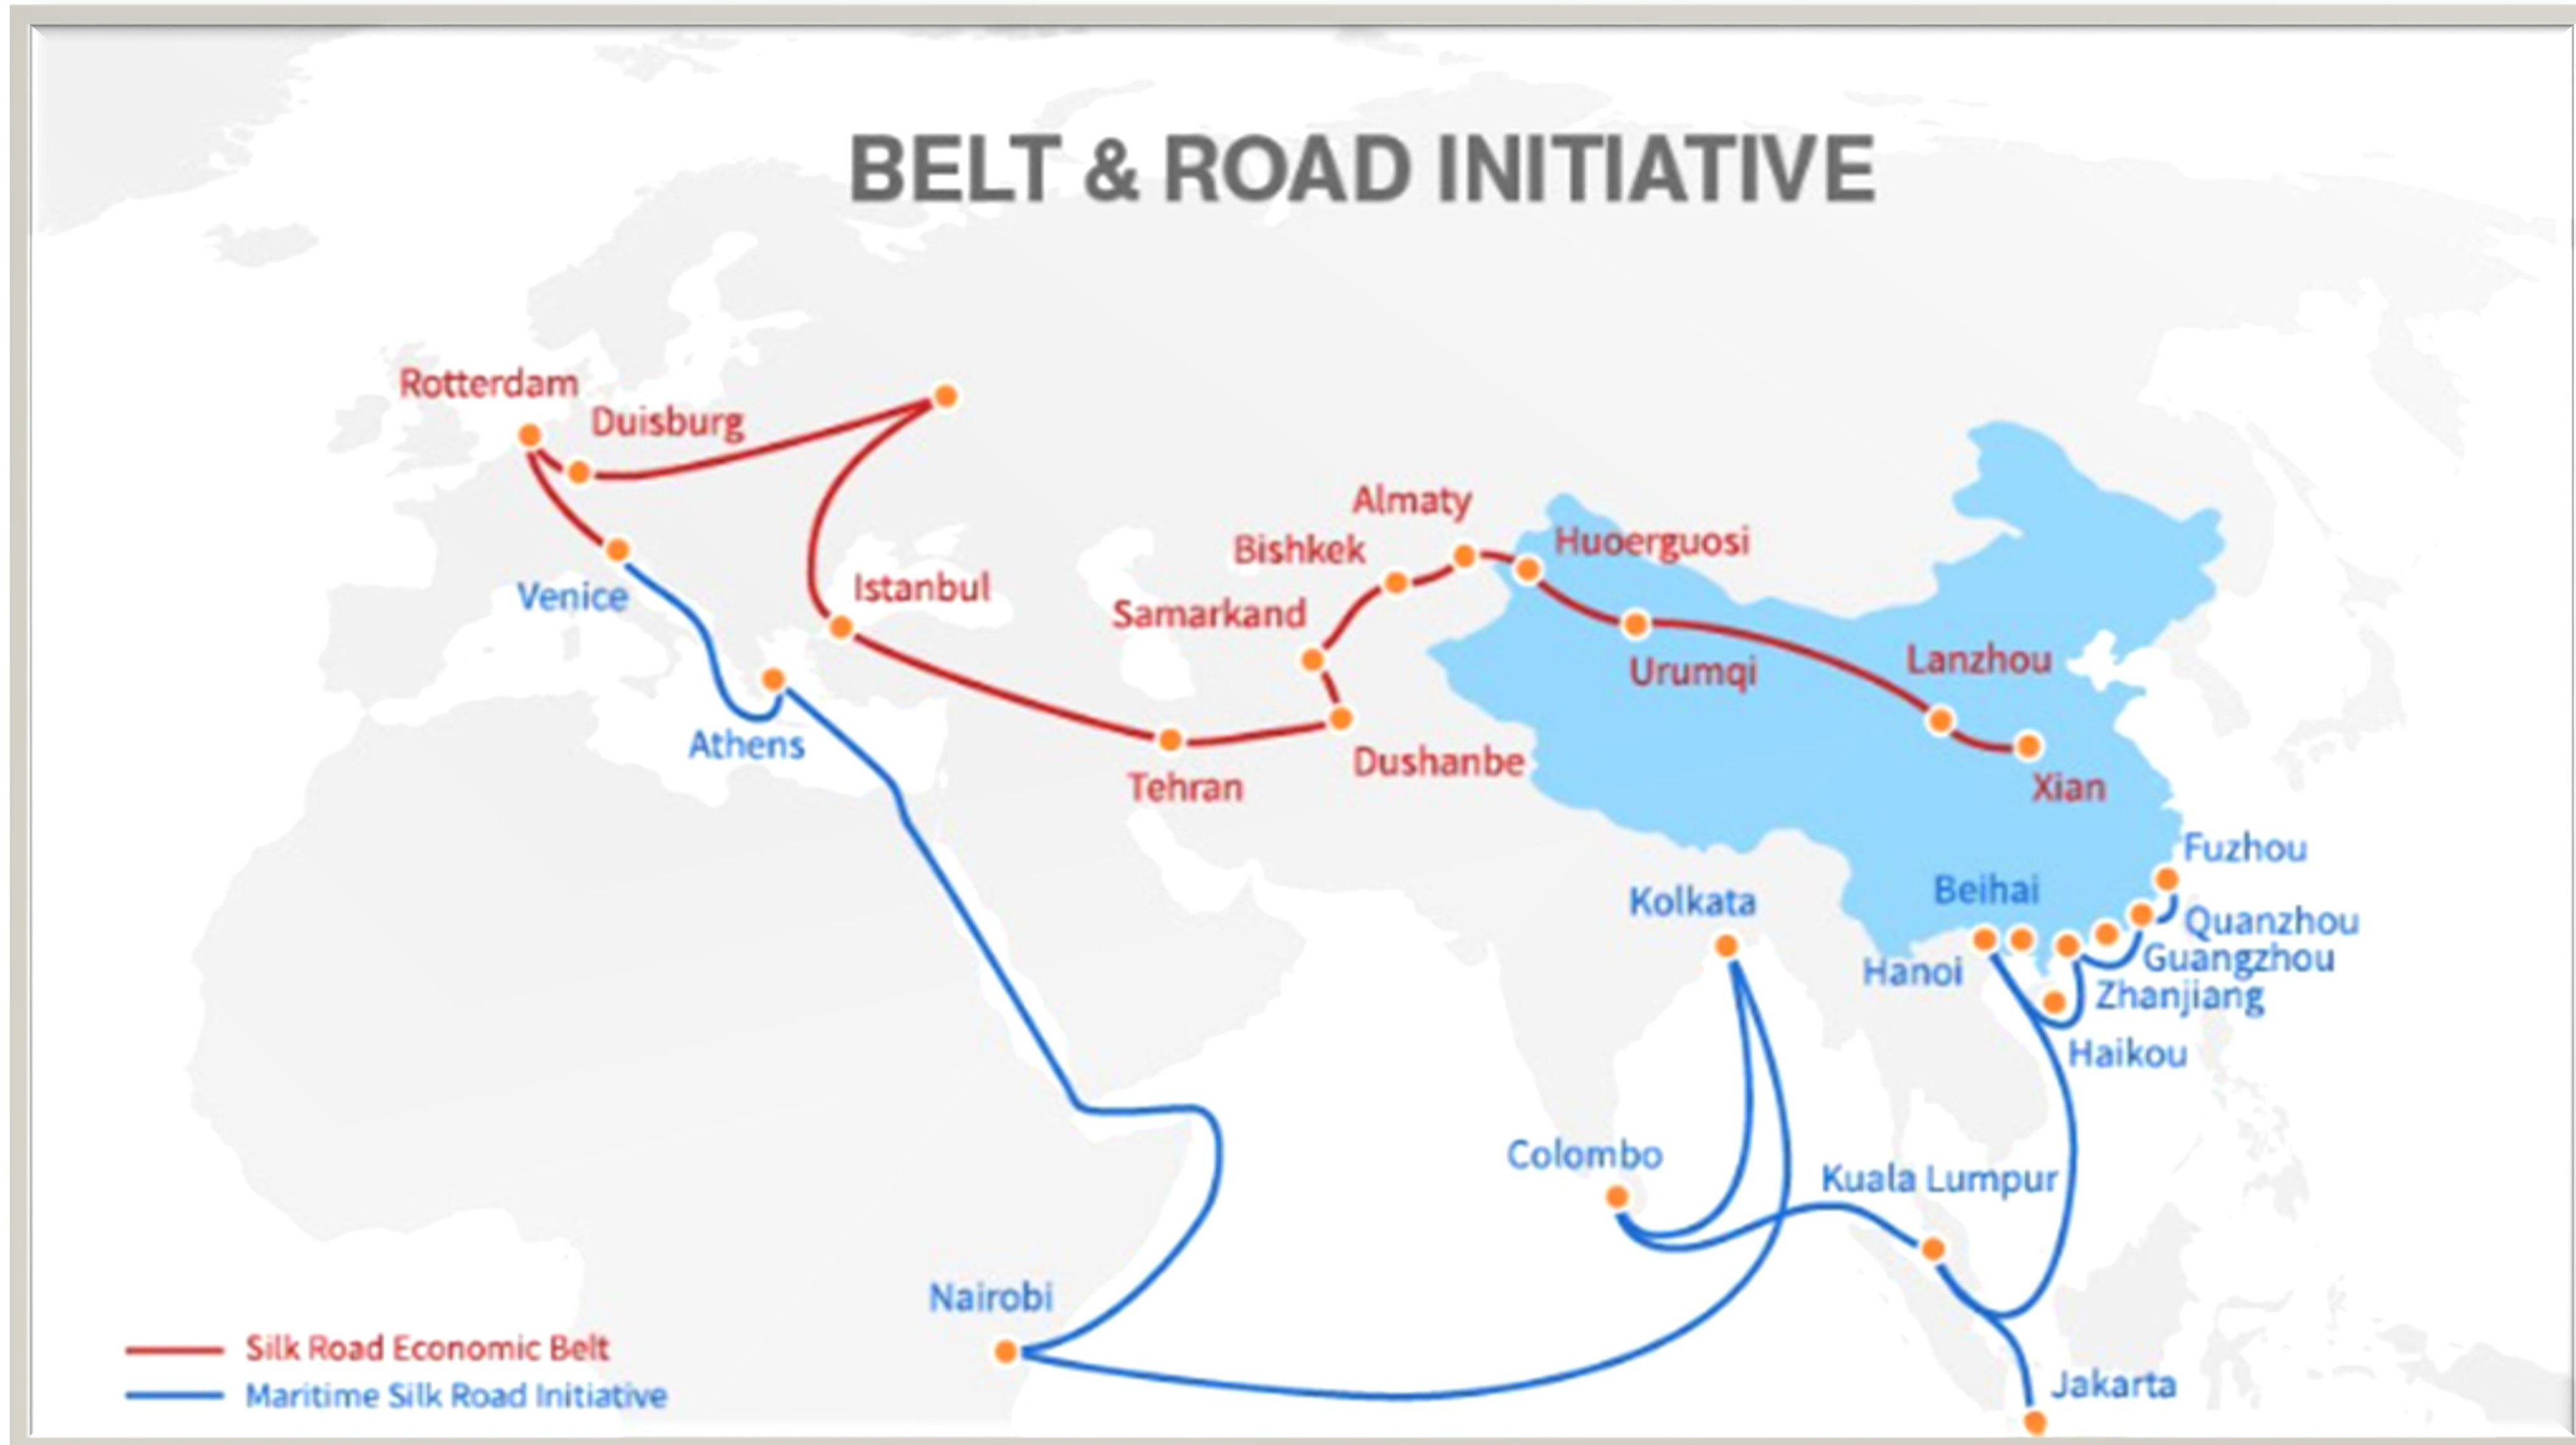 BELT & ROAD INITIATIVE
Rotterdam
Duisburg
Almaty
Huoerguosi
Bishkek
Istanbul
Venice
Samarkand
Urumqi
Lanzhou
Athens
Dushanbe
Tehran
Xian
Fuzhou
Beihai
Kolkata
Quanzhou
Guangzhou
Hanoi
Zhanjiang
Haikou
Colombo
Kuala Lumpur
Nairobi
Jakarta
Silk Road Economic Belt
Maritime Silk Road Initiative